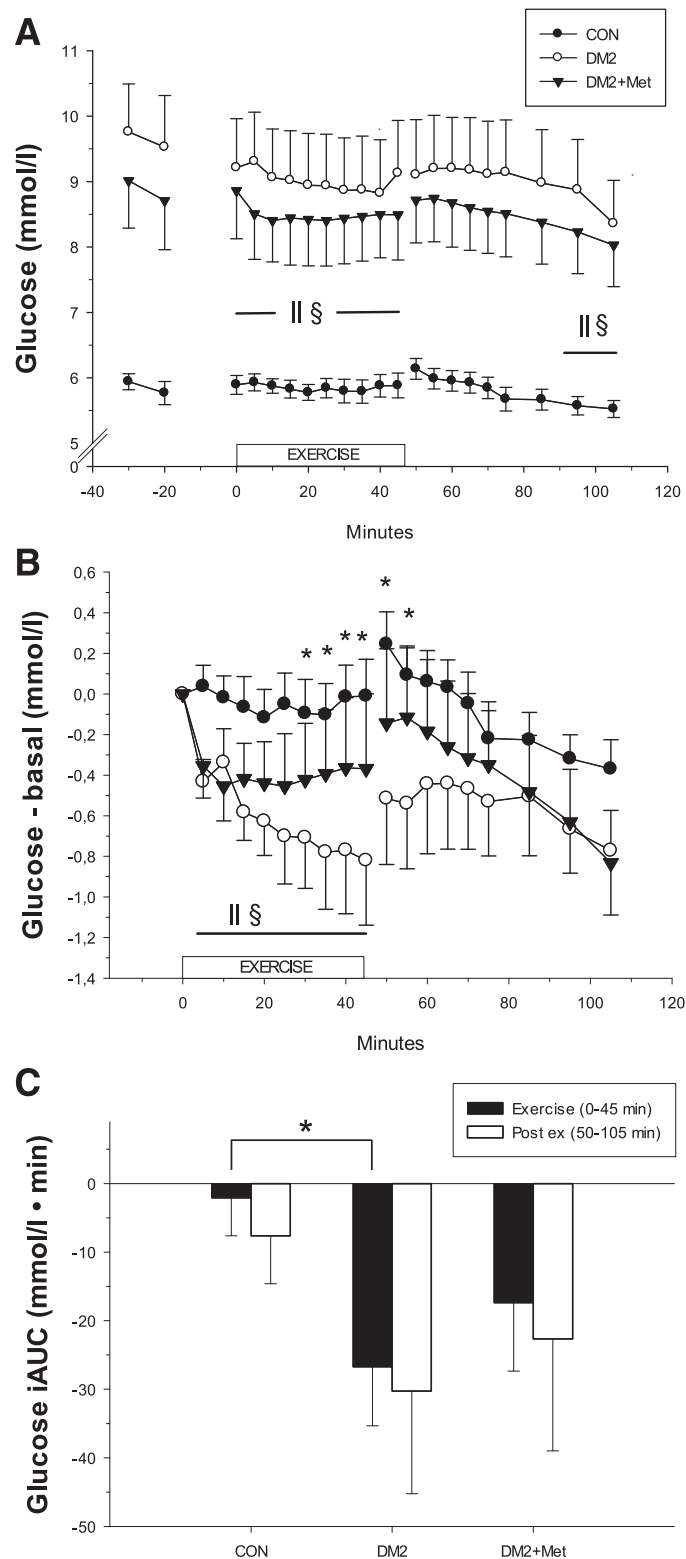 A
CON
DM2
DM2+Met
11
10
9
8
7
6
5
0
Glucose (mmol/l)
|| §
|| §
EXERCISE
-40 -20 0 20 40 60 80 100 120
Minutes
B
0,6
0,4
0,2
0,0
-0,2
-0,4
-0,6
-0,8
-1,0
-1,2
-1,4
Glucose - basal (mmol/l)
* * * * * *
|| §
EXERCISE
0 20 40 60 80 100 120
Minutes
C
Exercise (0-45 min)
Post ex (50-105 min)
*
0
-10
-20
-30
-40
-50
Glucose iAUC (mmol/l • min)
CON DM2 DM2+Met